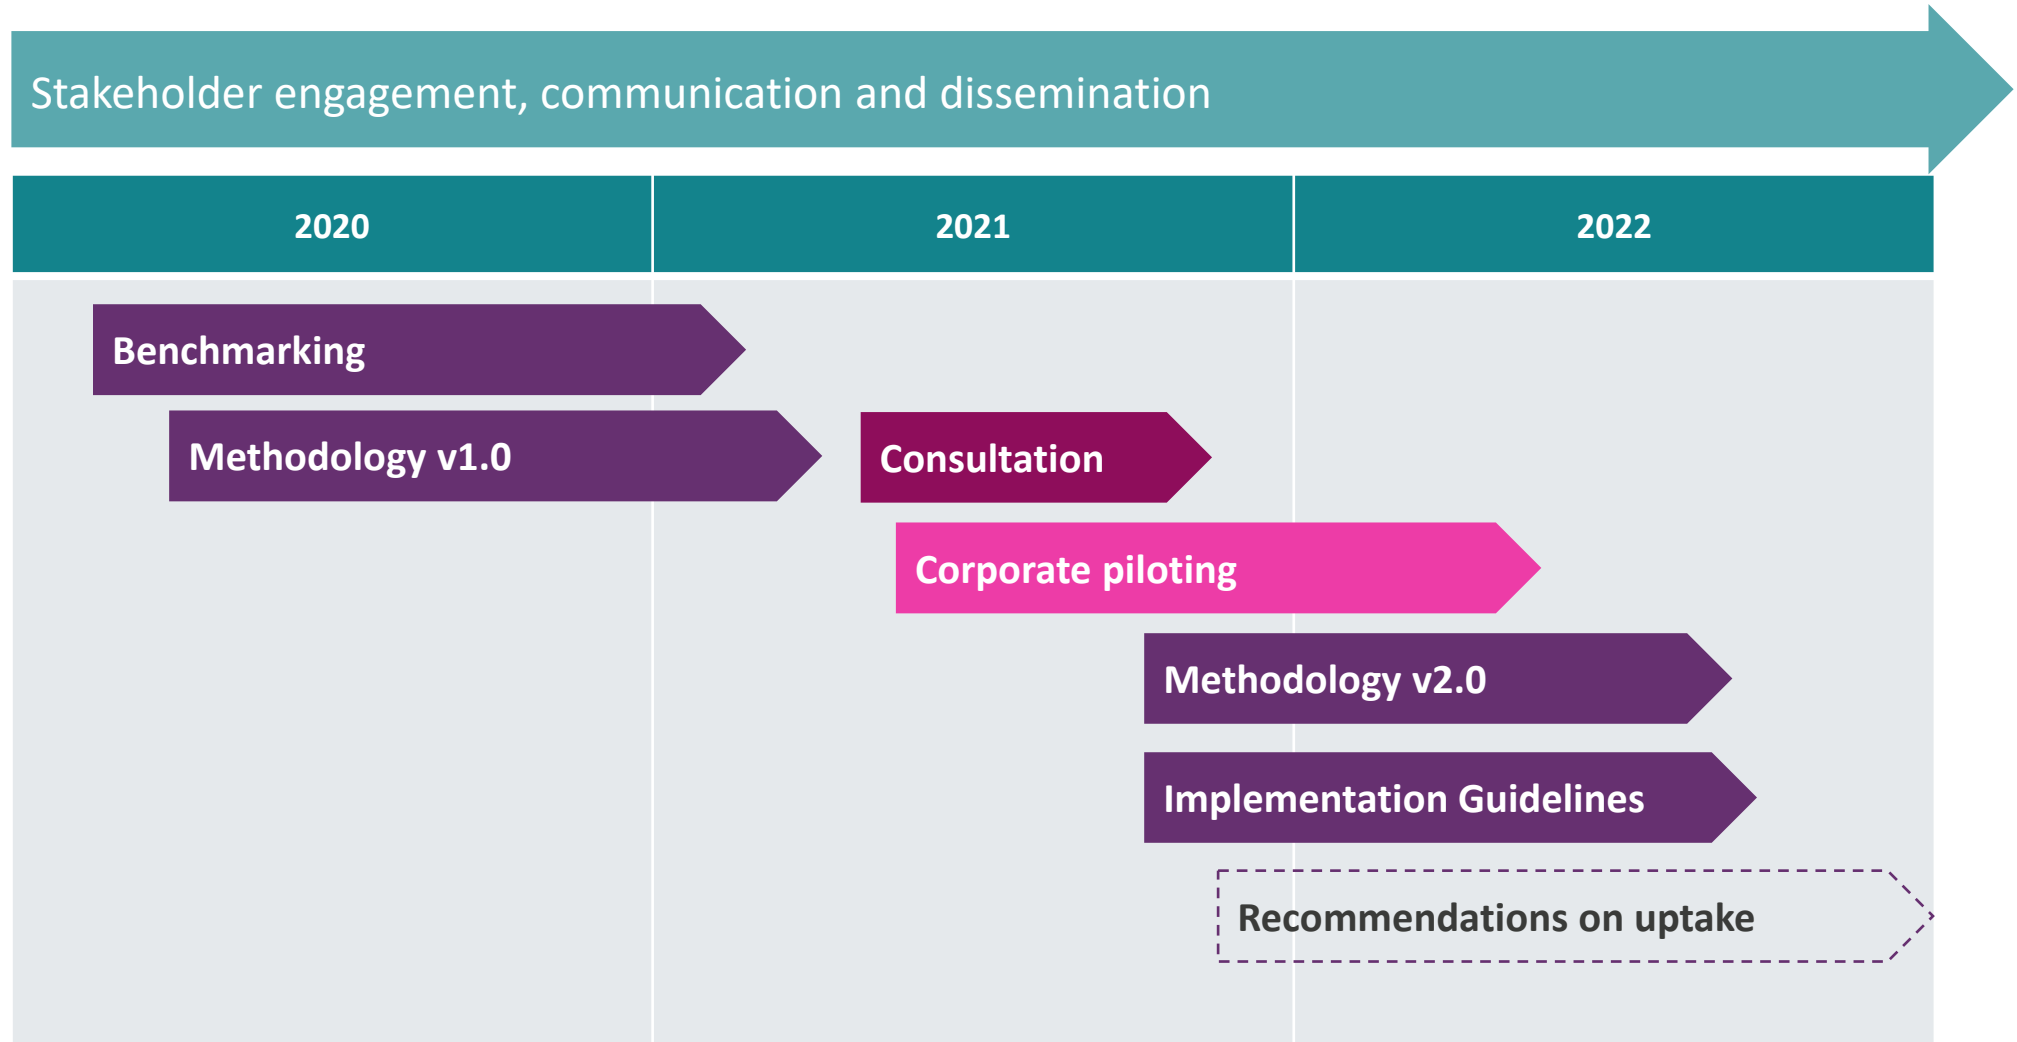 Stakeholder engagement, communication and dissemination
2020
2021
2022
Benchmarking
Methodology v1.0
Consultation
Corporate piloting
Methodology v2.0
Implementation Guidelines
Recommendations on uptake